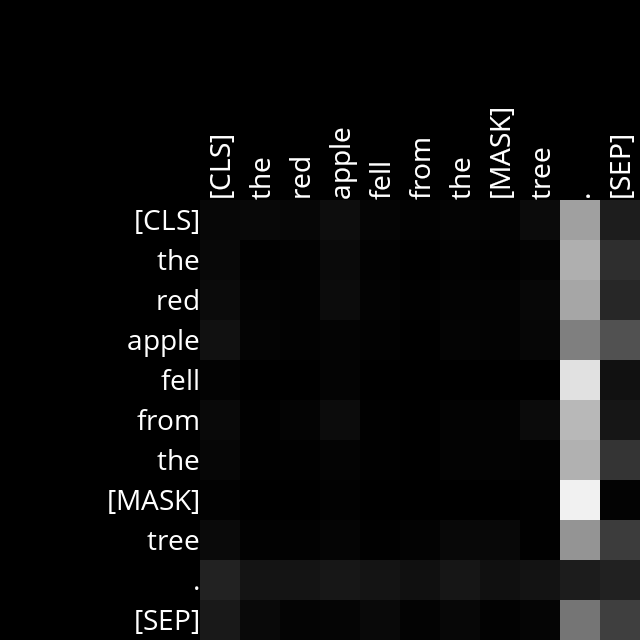 [CLS] the red apple fell from the [MASK] tree . [SEP]
[CLS]
the
red
apple
fell
from
the
[MASK]
tree
.
[SEP]